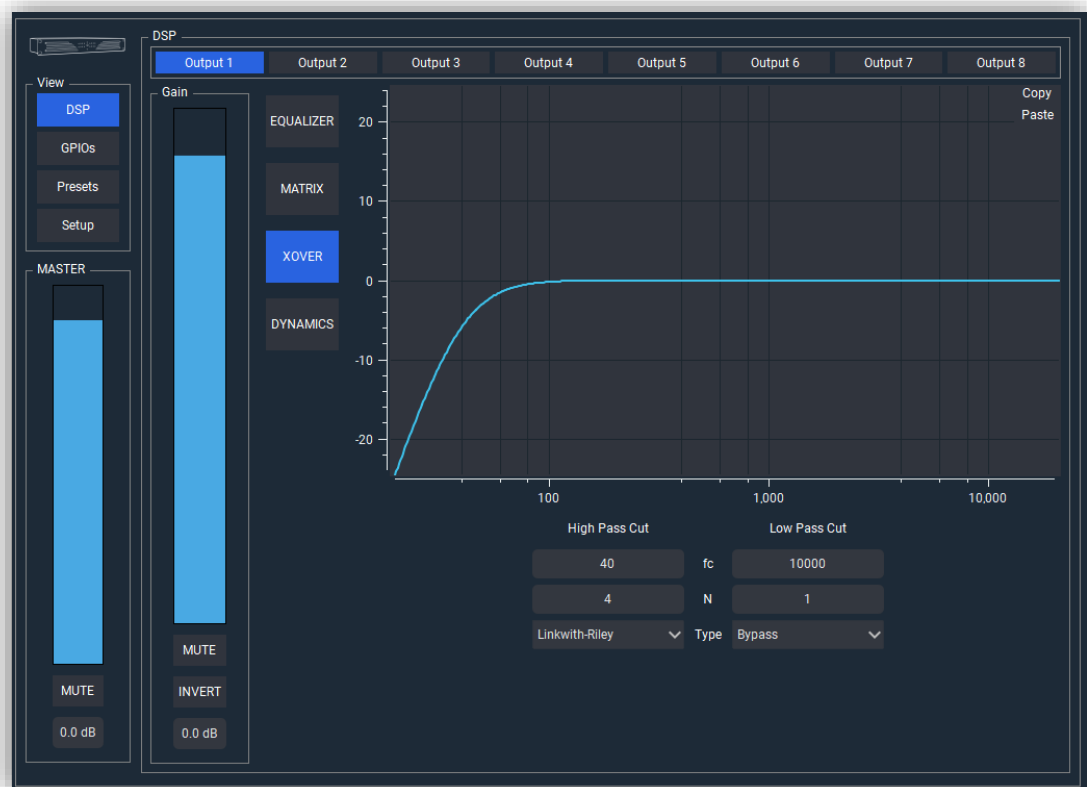 DSP
Output 1 Output 2 Output 3 Output 4 Output 5 Output 6 Output 7 Output 8
View
DSP
GPIOs
Presets
Setup
MASTER
MUTE
0.0 dB
Gain
MUTE
INVERT
0.0 dB
EQUALIZER
MATRIX
XOVER
DYNAMICS
Copy
Paste
20
10
0
-10
-20
100 1,000 10,000
High Pass Cut Low Pass Cut
40 fc 10000
4 N 1
Linkwith-Riley Type Bypass